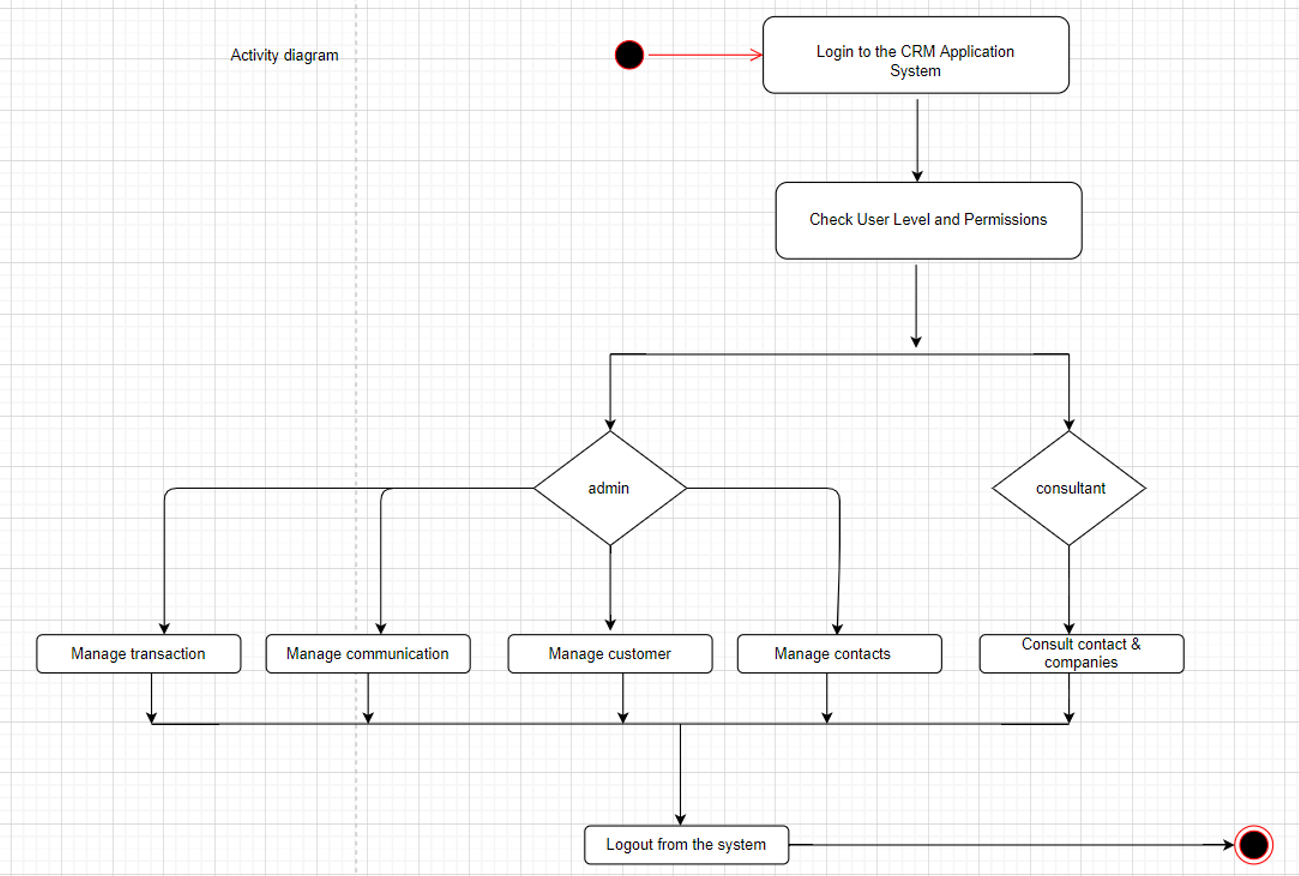 Activity diagram
Login to the CRM Application
System
Check User Level and Permissions
admin
consultant
Manage transaction
Manage communication
Manage customer
Manage contacts
Consult contact &
companies
Logout from the system